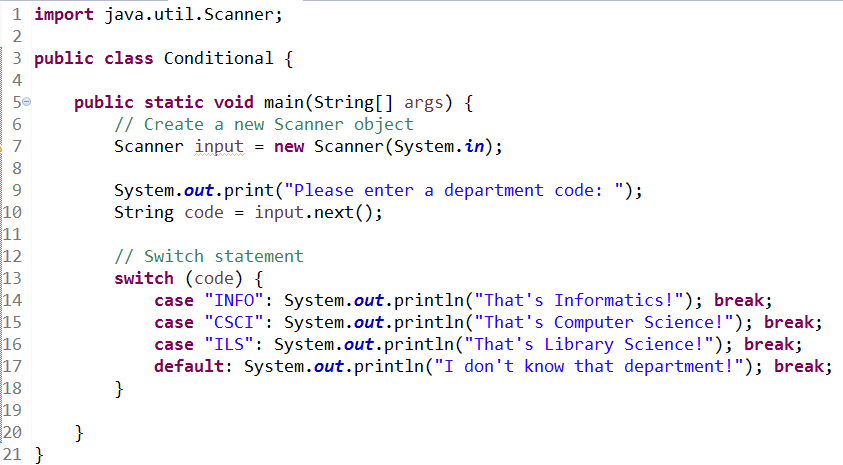 1 import java.util.Scanner;
2
3 public class Conditional {
4
5 public static void main(String[] args) {
6 // Create a new Scanner object
7 Scanner input = new Scanner(System.in);
8
9 System.out.print("Please enter a department code: ");
10 String code = input.next();
11
12 // Switch statement
13 switch (code) {
14 case "INFO": System.out.println("That's Informatics!"); break;
15 case "CSCI": System.out.println("That's Computer Science!"); break;
16 case "ILS": System.out.println("That's Library Science!"); break;
17 default: System.out.println("I don't know that department!"); break;
18 }
19
20 }
21 }